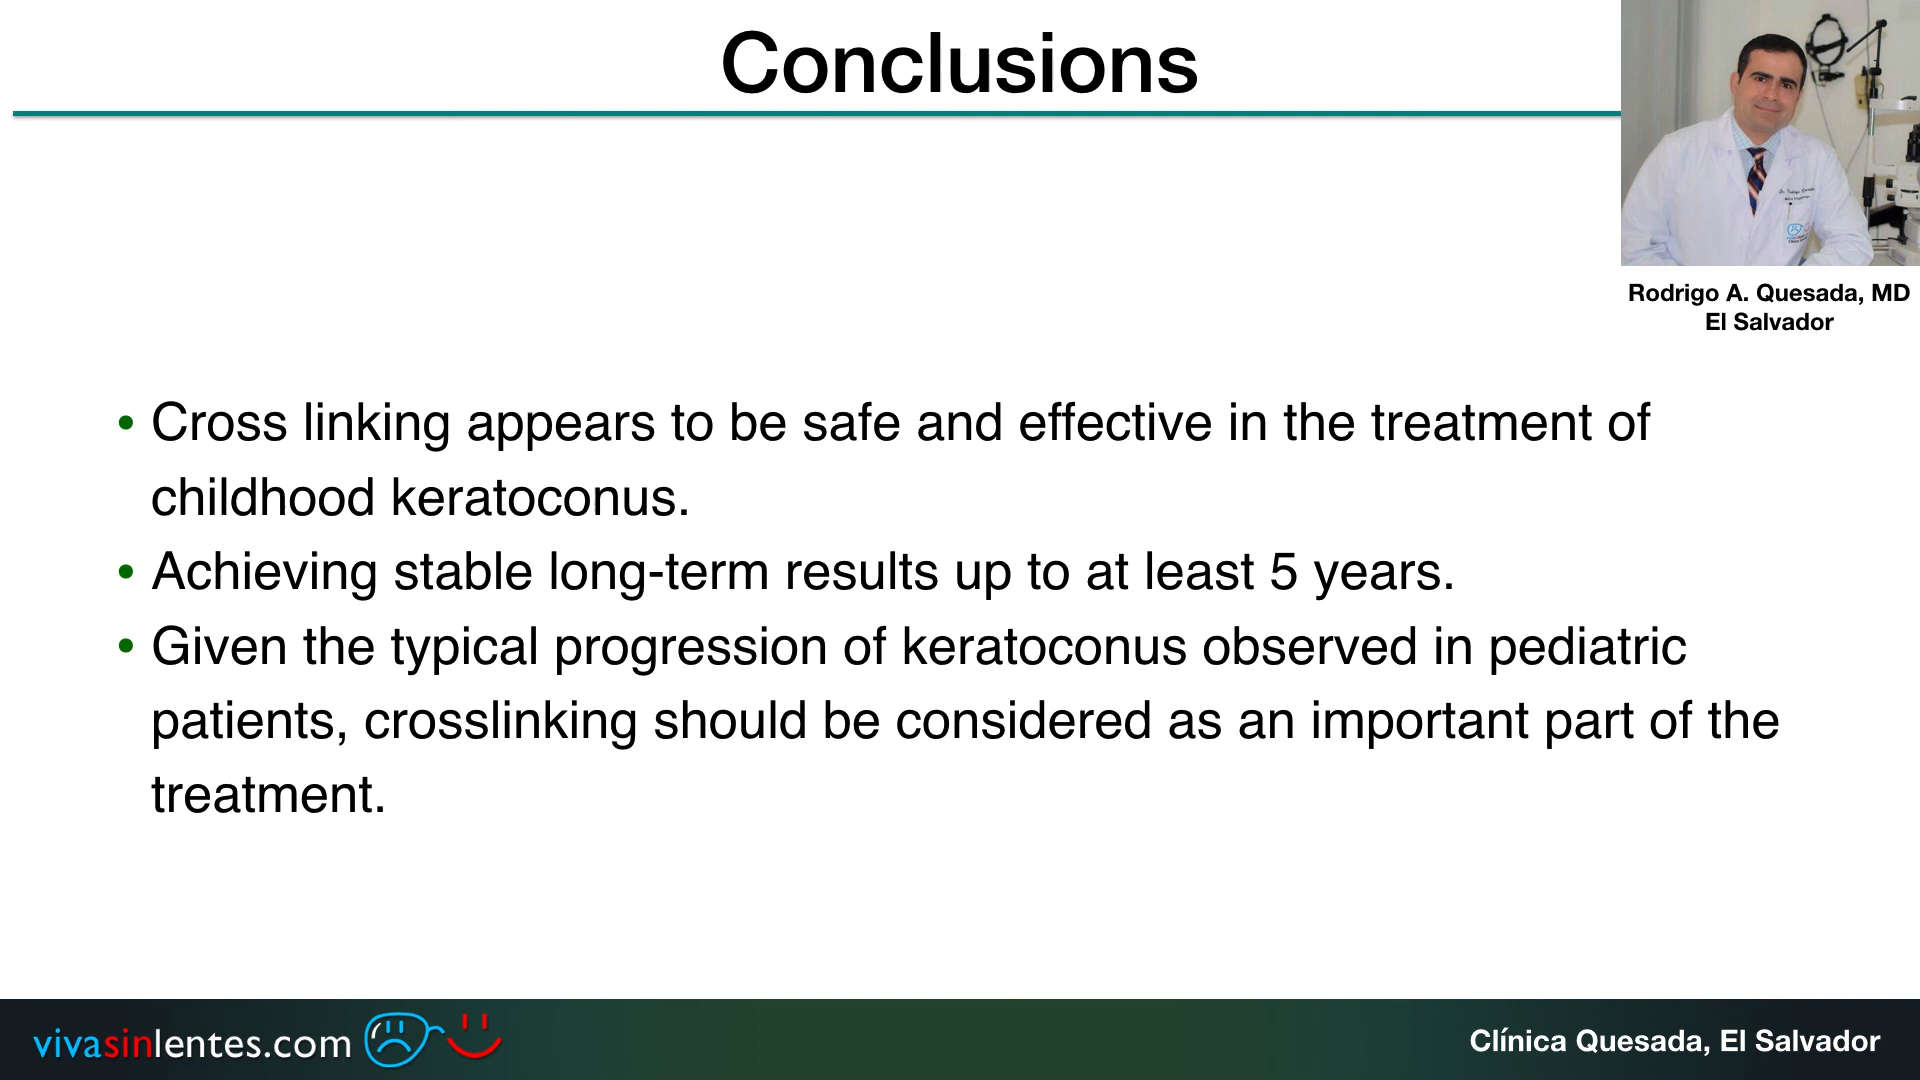 Conclusions
Rodrigo A. Quesada, MD
El Salvador
• Cross linking appears to be safe and effective in the treatment of
childhood keratoconus.
• Achieving stable long-term results up to at least 5 years.
• Given the typical progression of keratoconus observed in pediatric
patients, crosslinking should be considered as an important part of the
treatment.
vivasinlentes.com
Clínica Quesada, El Salvador